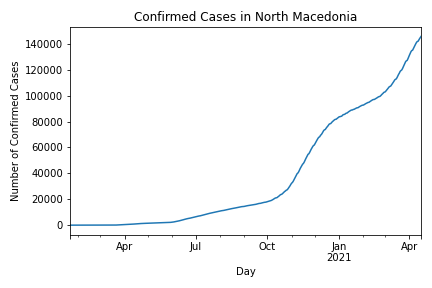 Confirmed Cases in North Macedonia
Number of Confirmed Cases
140000
120000
100000
80000
60000
40000
20000
0
Apr Jul Oct Jan Apr
2021
Day